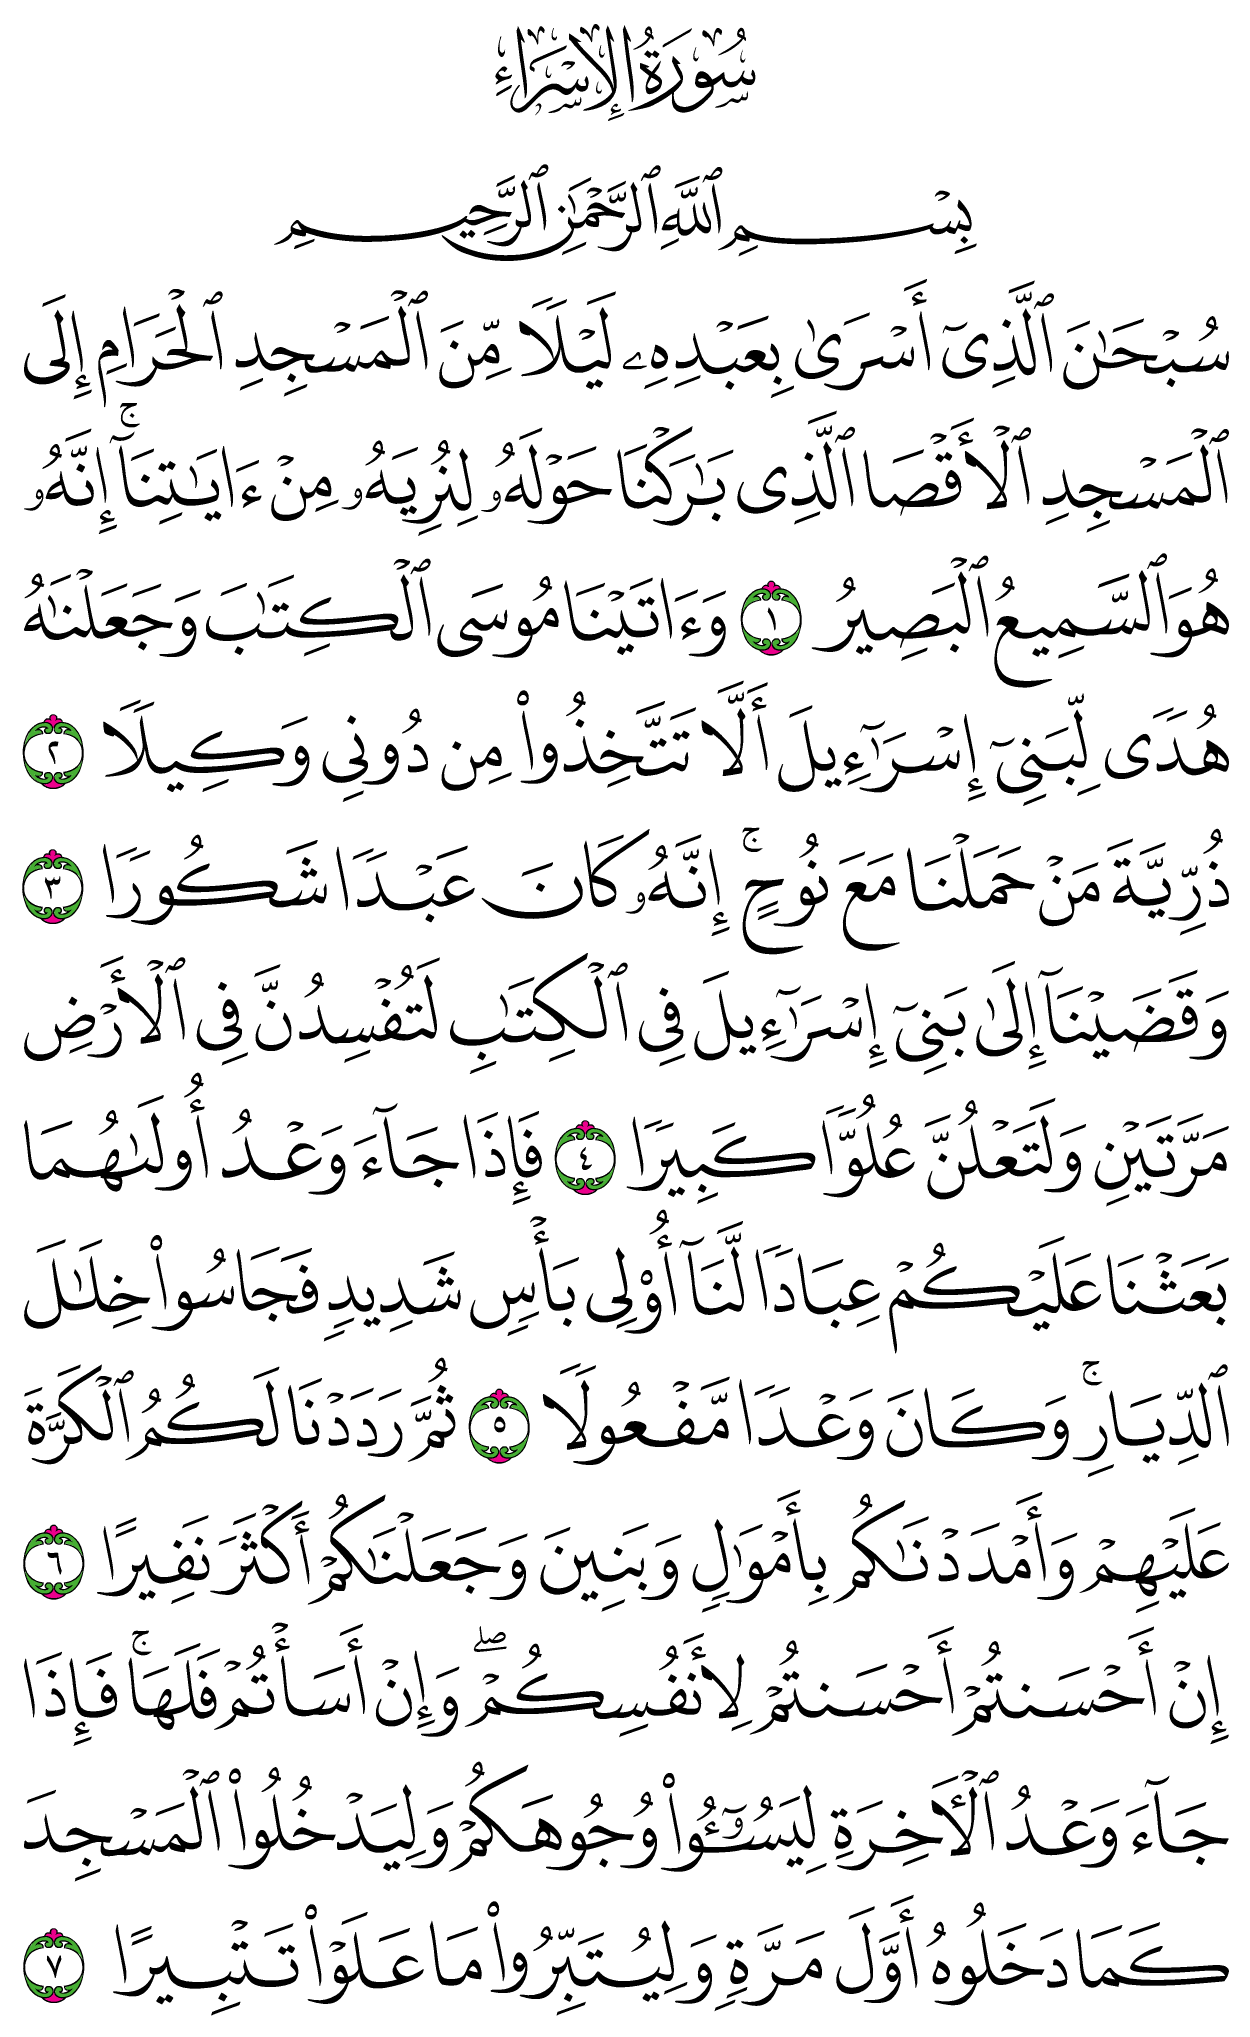 سُورَةُ الإِسْرَاءِ
بِسْمِ ٱللَّهِ ٱلرَّحْمَٰنِ ٱلرَّحِيمِ
سُبْحَٰنَ ٱلَّذِىٓ أَسْرَىٰ بِعَبْدِهِۦ لَيْلًا مِّنَ ٱلْمَسْجِدِ ٱلْحَرَامِ إِلَى
ٱلْمَسْجِدِ ٱلْأَقْصَا ٱلَّذِى بَٰرَكْنَا حَوْلَهُۥ لِنُرِيَهُۥ مِنْ ءَايَٰتِنَآ ۚ إِنَّهُۥ
هُوَ ٱلسَّمِيعُ ٱلْبَصِيرُ ١ وَءَاتَيْنَا مُوسَى ٱلْكِتَٰبَ وَجَعَلْنَٰهُ
هُدًى لِّبَنِىٓ إِسْرَٰٓءِيلَ أَلَّا تَتَّخِذُوا۟ مِن دُونِى وَكِيلًا ٢
ذُرِّيَّةَ مَنْ حَمَلْنَا مَعَ نُوحٍ ۚ إِنَّهُۥ كَانَ عَبْدًا شَكُورًا ٣
وَقَضَيْنَآ إِلَىٰ بَنِىٓ إِسْرَٰٓءِيلَ فِى ٱلْكِتَٰبِ لَتُفْسِدُنَّ فِى ٱلْأَرْضِ
مَرَّتَيْنِ وَلَتَعْلُنَّ عُلُوًّا كَبِيرًا ٤ فَإِذَا جَآءَ وَعْدُ أُولَىٰهُمَا
بَعَثْنَا عَلَيْكُمْ عِبَادًا لَّنَآ أُو۟لِى بَأْسٍ شَدِيدٍ فَجَاسُوا۟ خِلَٰلَ
ٱلدِّيَارِ ۚ وَكَانَ وَعْدًا مَّفْعُولًا ٥ ثُمَّ رَدَدْنَا لَكُمُ ٱلْكَرَّةَ
عَلَيْهِمْ وَأَمْدَدْنَٰكُم بِأَمْوَٰلٍ وَبَنِينَ وَجَعَلْنَٰكُمْ أَكْثَرَ نَفِيرًا ٦
إِنْ أَحْسَنتُمْ أَحْسَنتُمْ لِأَنفُسِكُمْ ۖ وَإِنْ أَسَأْتُمْ فَلَهَا ۚ فَإِذَا
جَآءَ وَعْدُ ٱلْءَاخِرَةِ لِيَسُـۥٓـُٔوا۟ وُجُوهَكُمْ وَلِيَدْخُلُوا۟ ٱلْمَسْجِدَ
كَمَا دَخَلُوهُ أَوَّلَ مَرَّةٍ وَلِيُتَبِّرُوا۟ مَا عَلَوْا۟ تَتْبِيرًا ٧